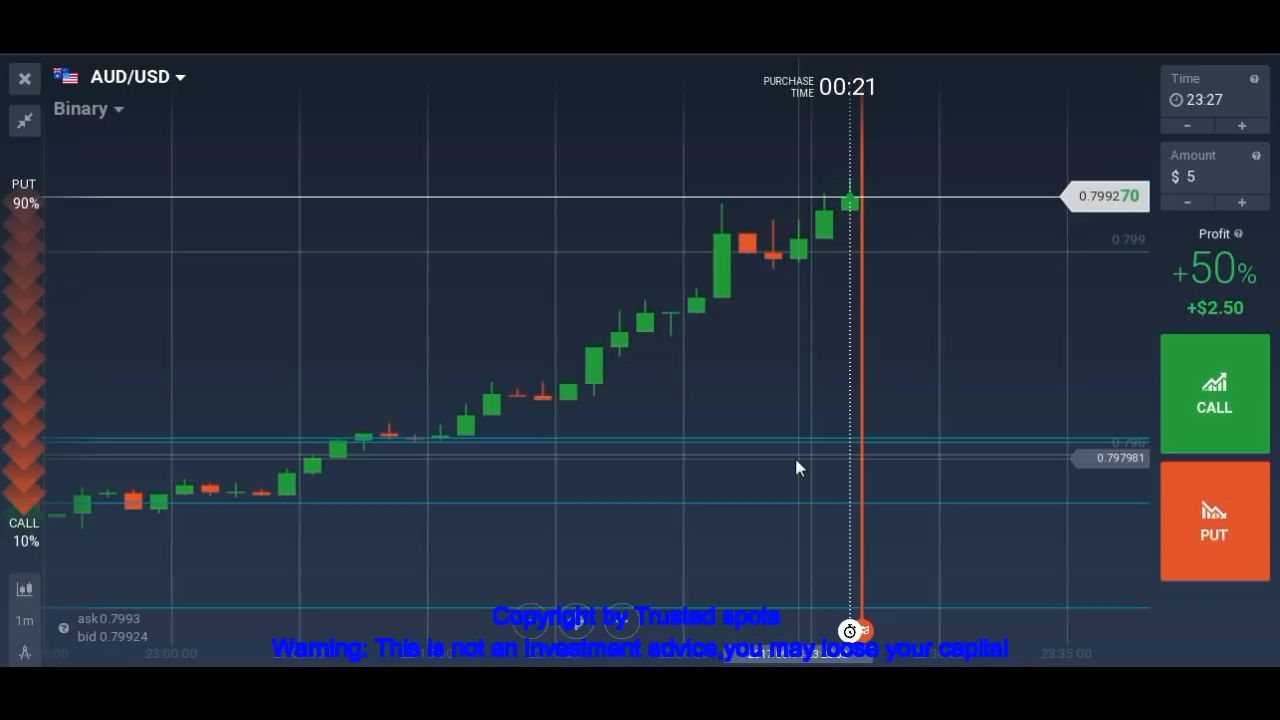 AUD/USD
Binary
PURCHASE
TIME
00:21
PUT
90%
CALL
10%
0.799270
0.799
0.790
0.797981
Time
23:27
- +
Amount
$ 5
- +
Profit
+50%
+$2.50
CALL
PUT
1m
ask 0.7993
bid 0.79924
Copyright by Trusted spots
Warning: This is not an investment advice,you may loose your capital
23:00:00
23:35:00